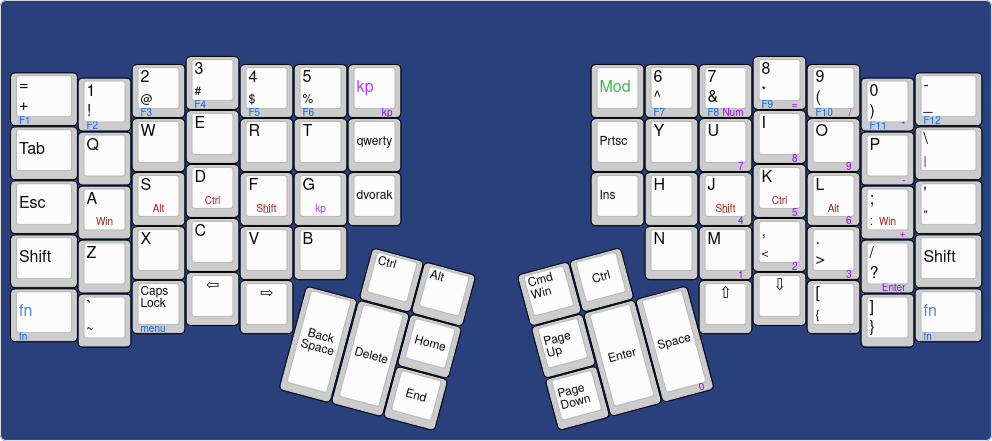 =
+
F1
1
!
F2
2
@
F3
3
#
F4
4
$
F5
5
%
F6
kp
kp
Mod
6
^
F7
7
&
F8 Num
8
*
F9 =
9
(
F10 /
0
)
F11 *
-
_
F12
Tab
Q
W
E
R
T
qwerty
Prtsc
Y
U
7
I
8
O
9
P
-
\
|
Esc
A
Win
S
Alt
D
Ctrl
F
Shift
G
kp
dvorak
Ins
H
J
Shift
4
K
Ctrl
5
L
Alt
6
;
: Win
+
'
"
Shift
Z
X
C
V
B
N
M
1
,
<
2
.
>
3
/
?
Enter
Shift
fn
fn
`
~
Caps
Lock
menu
⇦
⇨
⇧
⇩
[
{
.
]
}
fn
fn
Ctrl
Alt
Back
Space
Delete
Home
End
Cmd
Win
Ctrl
Page
Up
Enter
Space
0
Page
Down